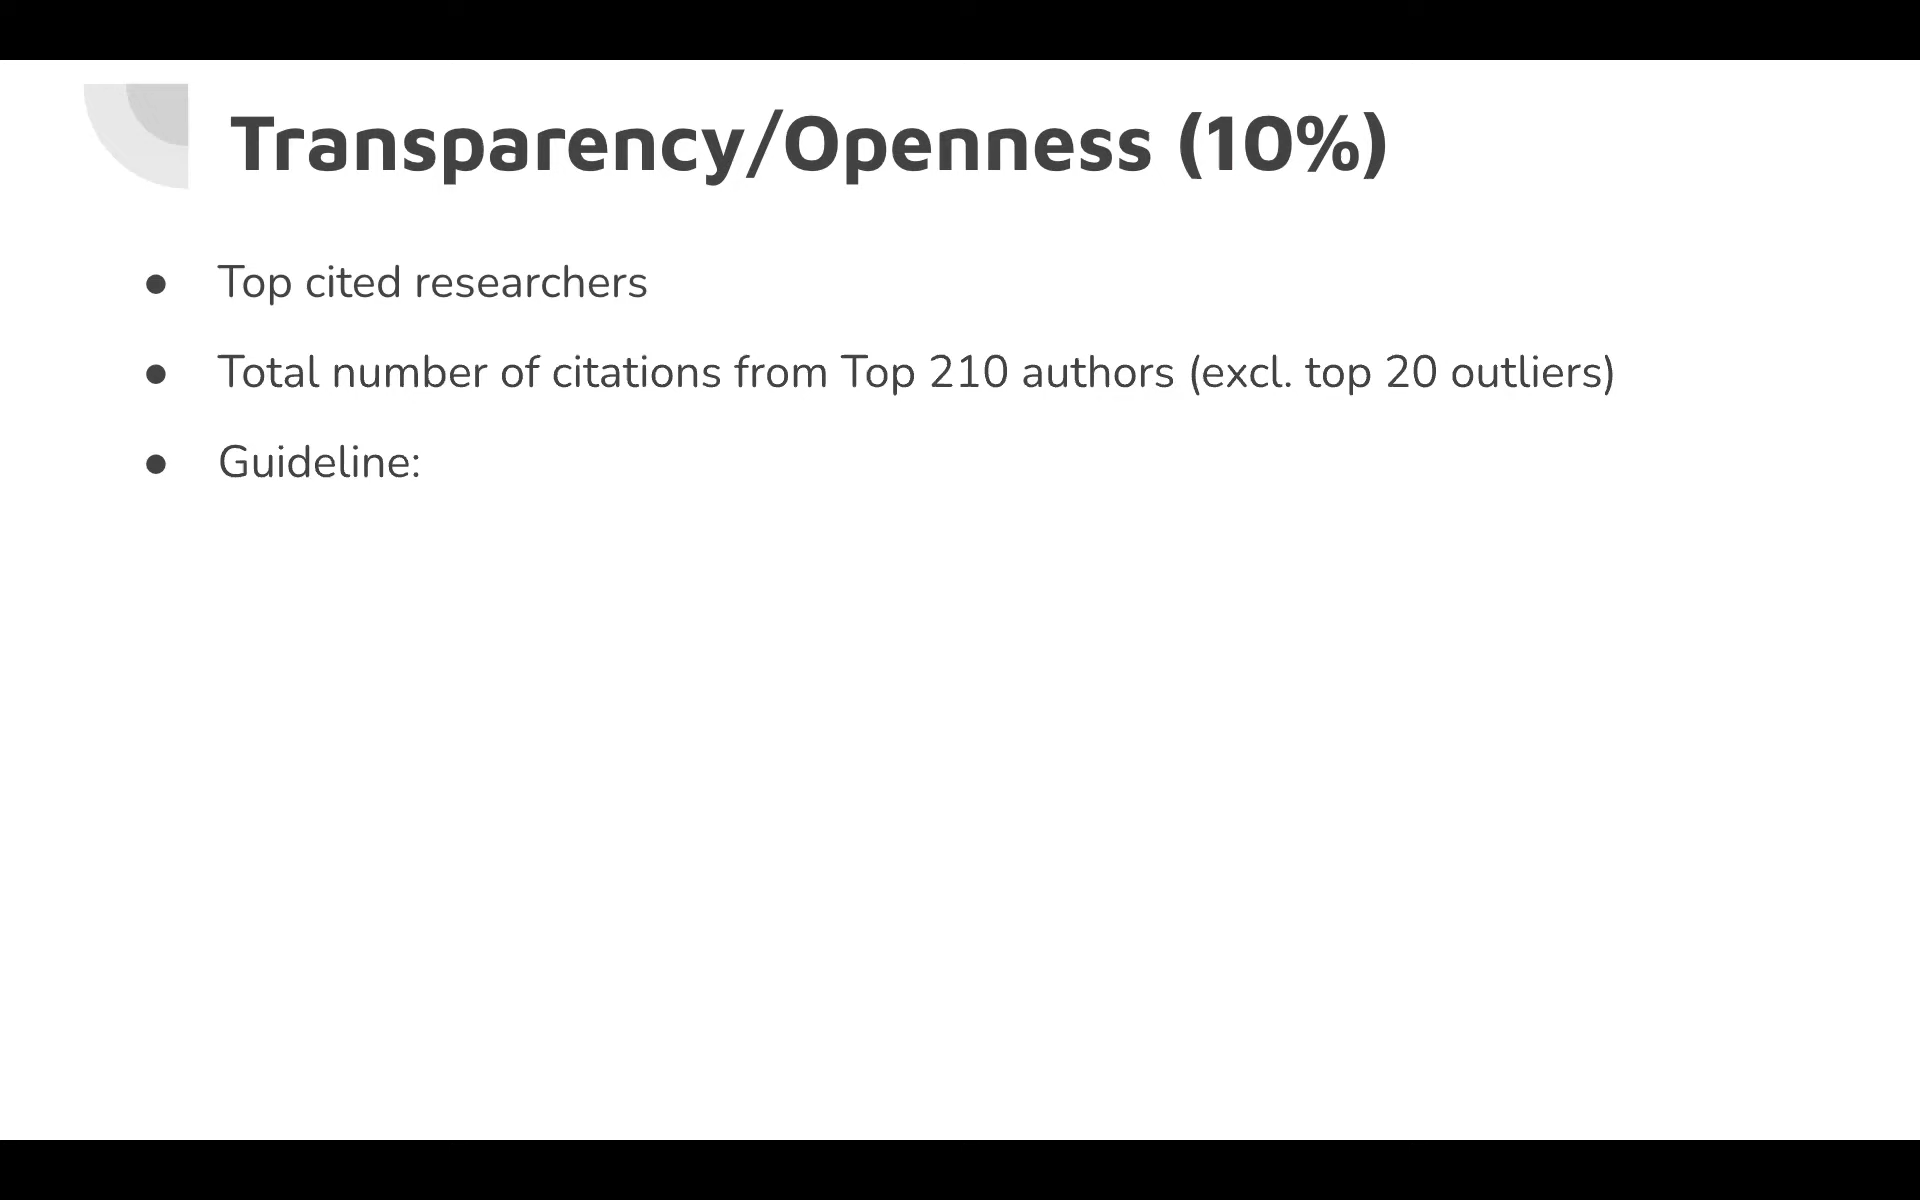 Transparency/Openness (10%)
● Top cited researchers
● Total number of citations from Top 210 authors (excl. top 20 outliers)
● Guideline: